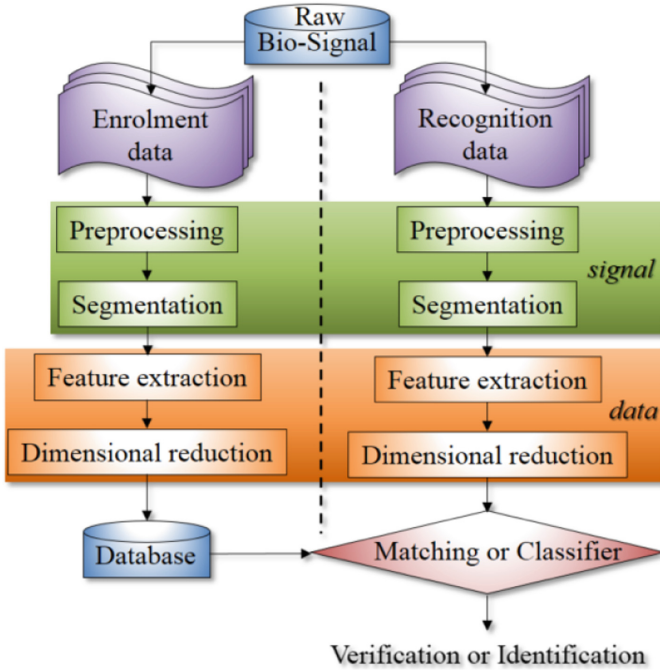 Raw
Bio-Signal
Enrolment
data
Recognition
data
Preprocessing
Preprocessing
signal
Segmentation
Segmentation
Feature extraction
Feature extraction
data
Dimensional reduction
Dimensional reduction
Database
Matching or Classifier
Verification or Identification